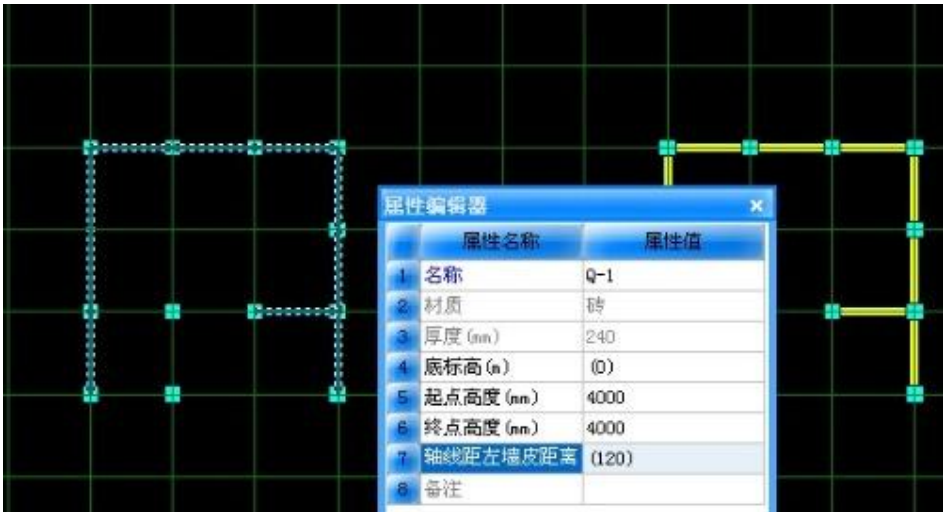 属性编辑器
属性名称 属性值
1 名称 Q-1
2 材质 砖
3 厚度(mm) 240
4 底标高(m) (0)
5 起点高度(mm) 4000
6 终点高度(mm) 4000
7 轴线距左墙皮距离 (120)
8 备注